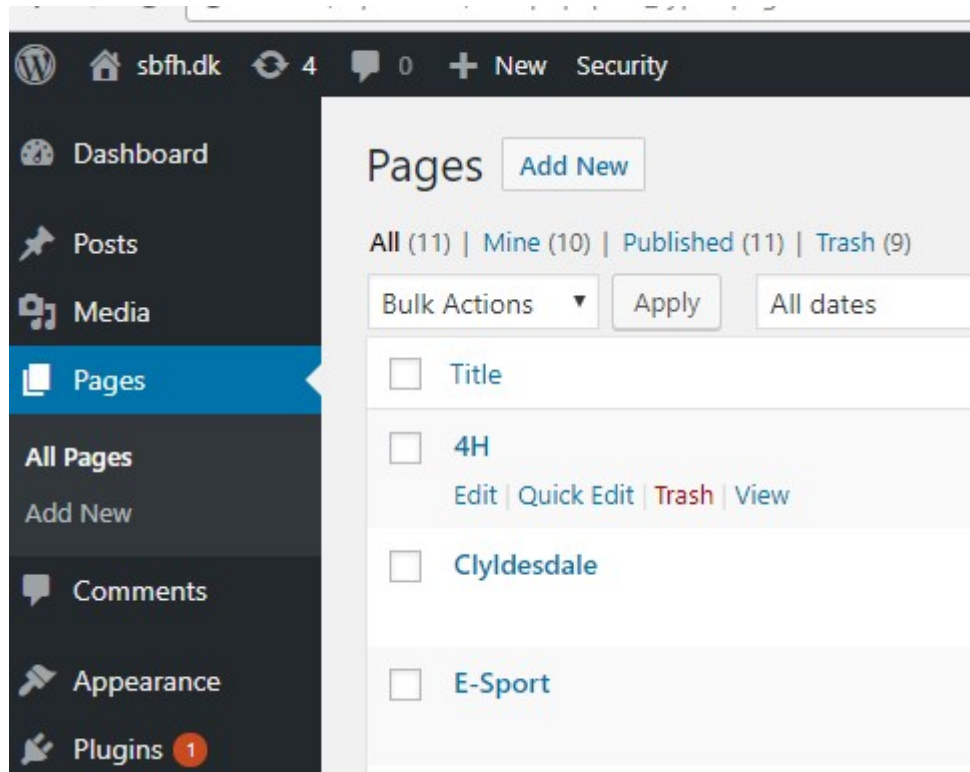 sbfh.dk 4 0 + New Security
Dashboard
Posts
Media
Pages
All Pages
Add New
Comments
Appearance
Plugins 1
Pages Add New
All (11) | Mine (10) | Published (11) | Trash (9)
Bulk Actions Apply All dates
Title
4H
Edit | Quick Edit | Trash | View
Clyldesdale
E-Sport